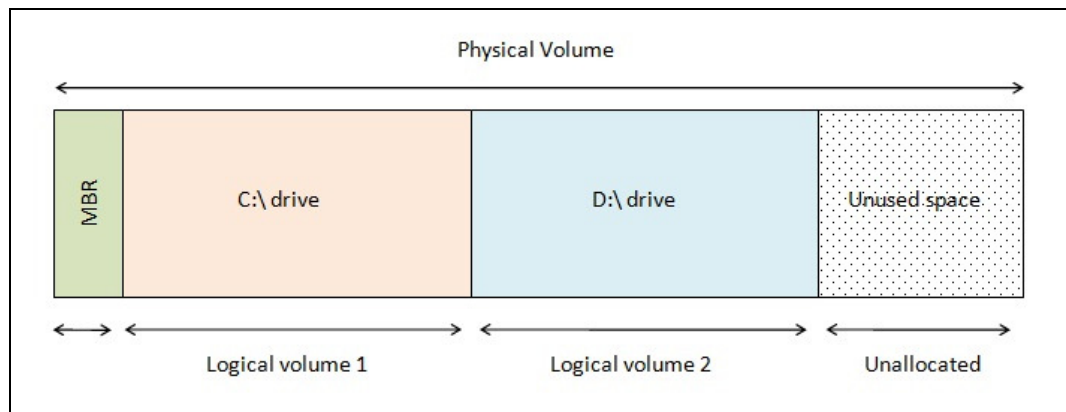 Physical Volume
MBR
C:\ drive
D:\ drive
Unused space
Logical volume 1
Logical volume 2
Unallocated